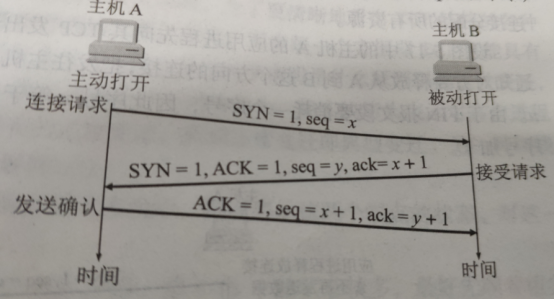 主机 A
主机 B
主动打开
被动打开
连接请求
SYN = 1, seq = x
SYN = 1, ACK = 1, seq = y, ack= x + 1
接受请求
发送确认
ACK = 1, seq = x + 1, ack = y + 1
时间
时间